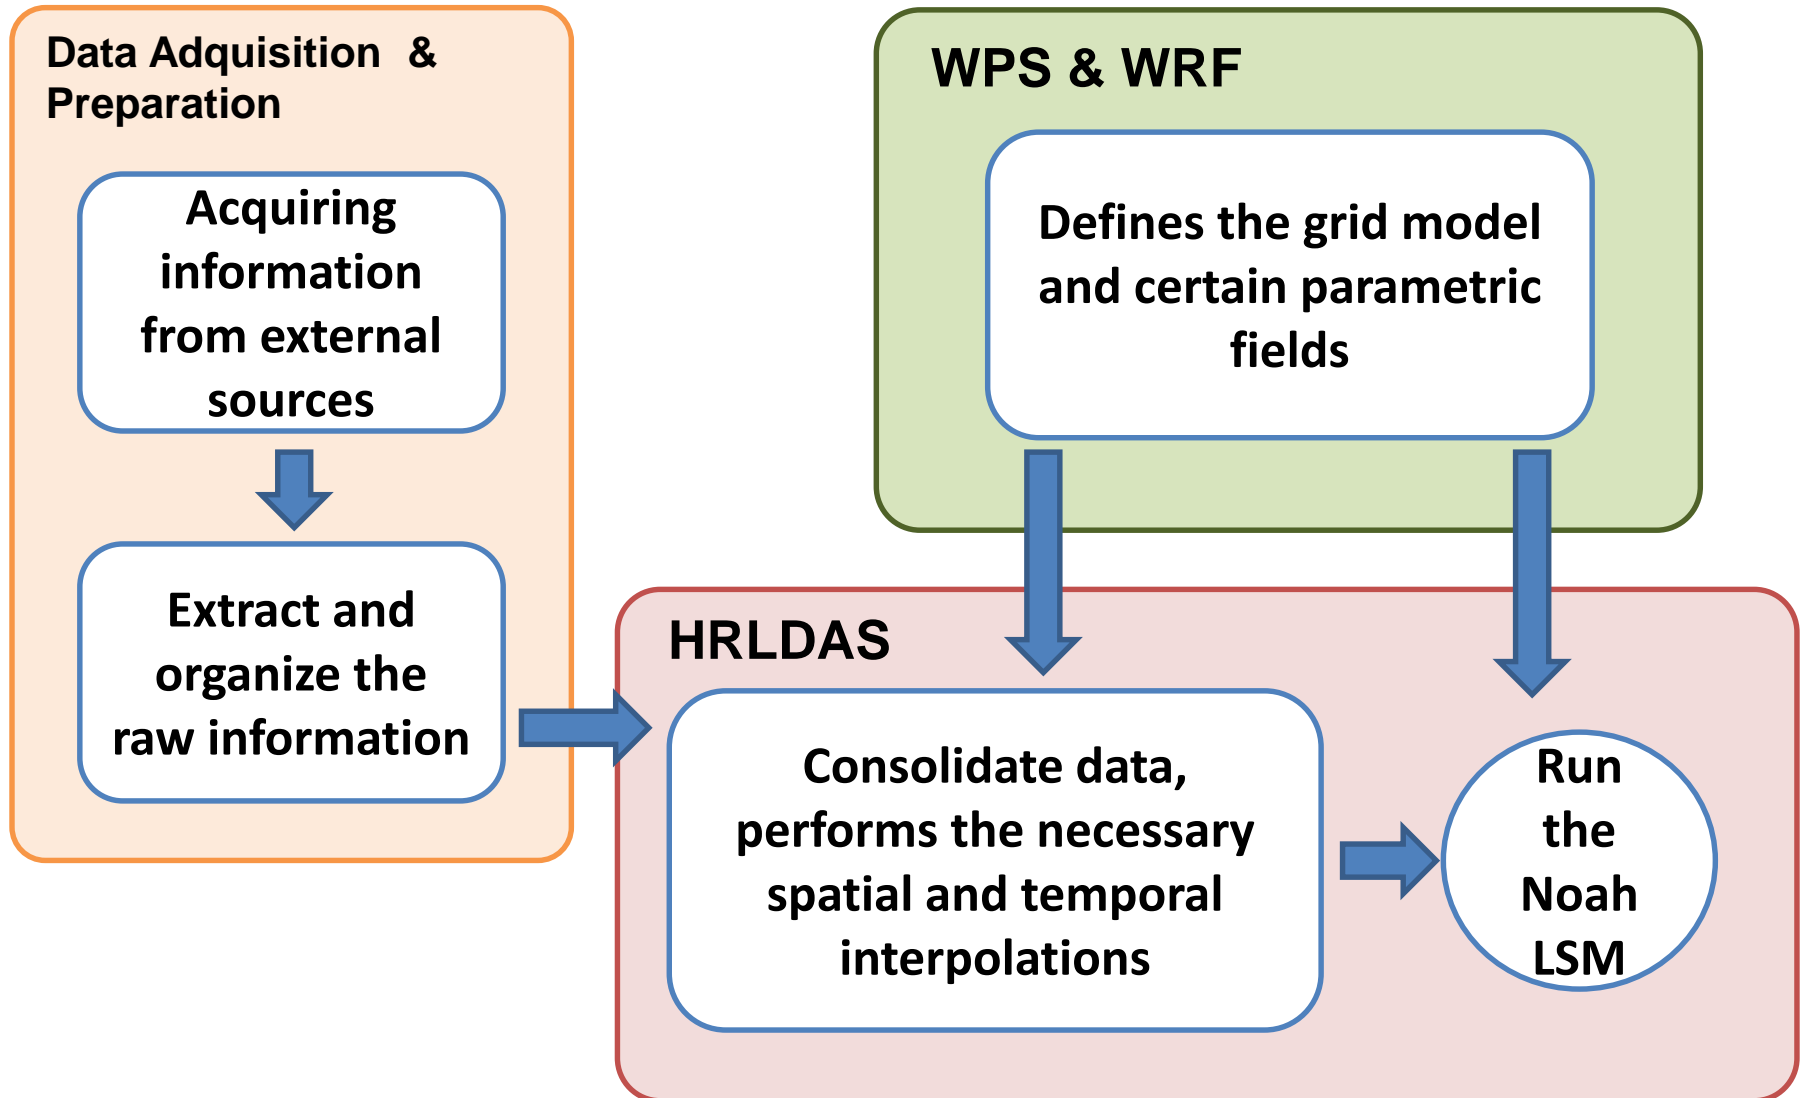 Data Adquisition &
Preparation
Acquiring
information
from external
sources
Extract and
organize the
raw information
WPS & WRF
Defines the grid model
and certain parametric
fields
HRLDAS
Consolidate data,
performs the necessary
spatial and temporal
interpolations
Run
the
Noah
LSM